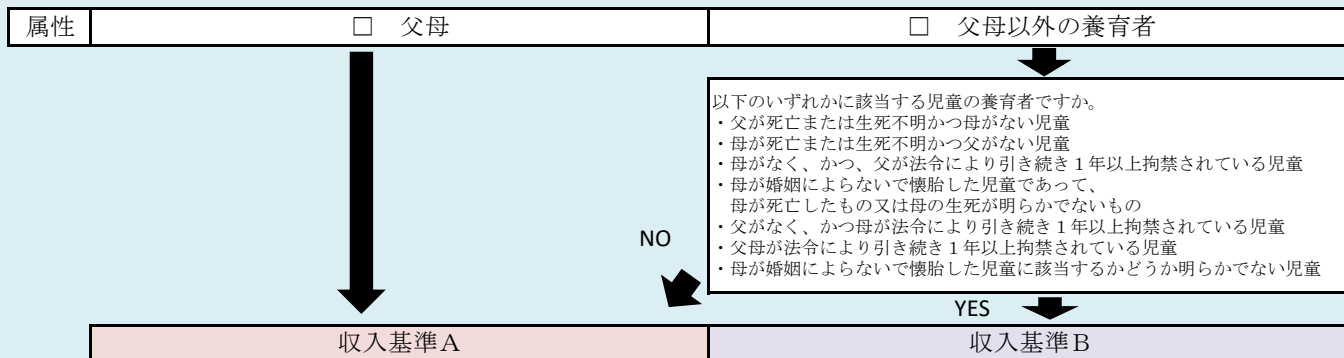 属性 □ 父母 □ 父母以外の養育者
以下のいずれかに該当する児童の養育者ですか。
・父が死亡または生死不明かつ母がない児童
・母が死亡または生死不明かつ父がない児童
・母がなく、かつ、父が法令により引き続き１年以上拘禁されている児童
・母が婚姻によらないで懐胎した児童であって、
母が死亡したもの又は母の生死が明らかでないもの
・父がなく、かつ母が法令により引き続き１年以上拘禁されている児童
・父母が法令により引き続き１年以上拘禁されている児童
・母が婚姻によらないで懐胎した児童に該当するかどうか明らかでない児童
NO
YES
収入基準Ａ 収入基準Ｂ